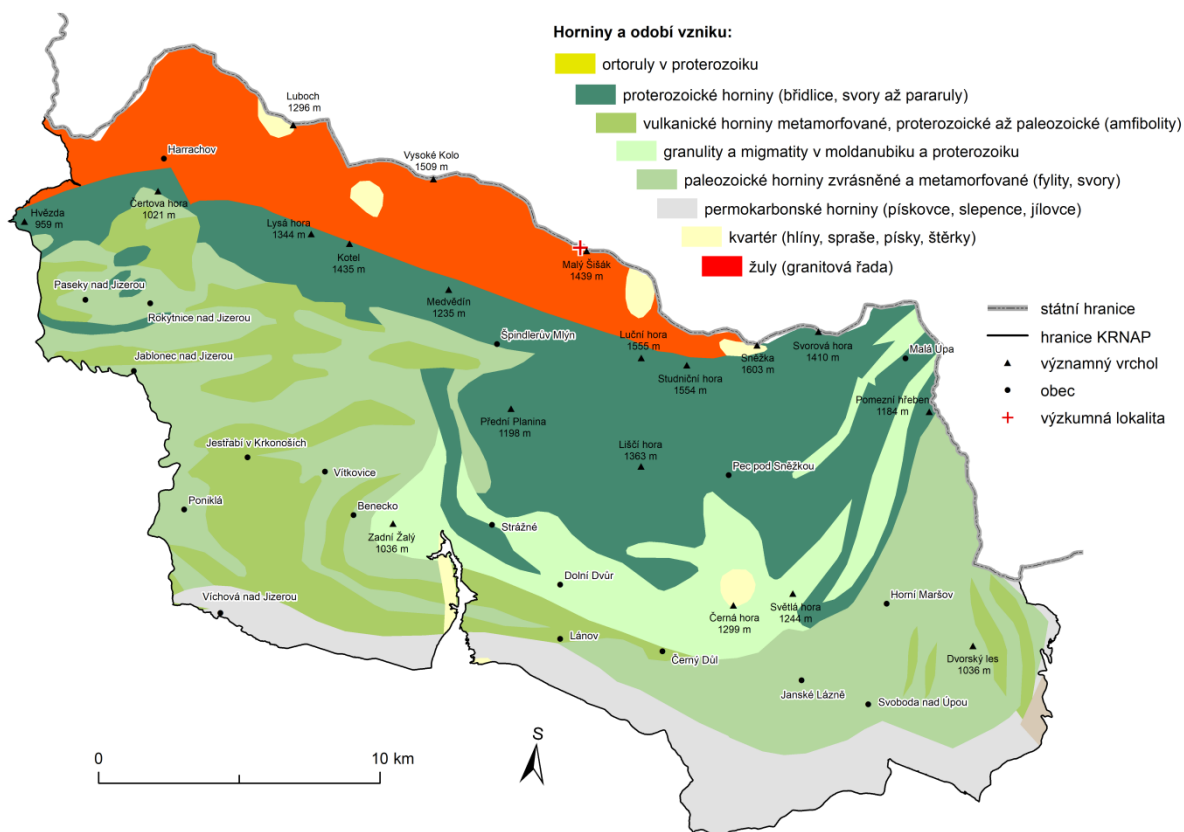 Horniny a odobí vzniku:
ortoruly v proterozoiku
proterozoické horniny (břidlice, svory až pararuly)
vulkanické horniny metamorfované, proterozoické až paleozoické (amfibolity)
granulity a migmatity v moldanubiku a proterozoiku
paleozoické horniny zvrásněné a metamorfované (fylity, svory)
permokarbonské horniny (pískovce, slepence, jílovce)
kvartér (hlíny, spraše, písky, štěrky)
žuly (granitová řada)
státní hranice
hranice KRNAP
významný vrchol
obec
výzkumná lokalita
Luboch
1296 m
Harrachov
Vysoké Kolo
1509 m
Čertova hora
1021 m
Hvězda
959 m
Lysá hora
1344 m
Kotel
1435 m
Malý Šišák
1439 m
Paseky nad Jizerou
Rokytnice nad Jizerou
Medvědín
1235 m
Špindlerův Mlýn
Luční hora
1555 m
Studniční hora
1554 m
Sněžka
1603 m
Svorová hora
1410 m
Malá Úpa
Jablonec nad Jizerou
Pomezní hřeben
1184 m
Přední Planina
1198 m
Jestřabí v Krkonoších
Vítkovice
Liščí hora
1363 m
Pec pod Sněžkou
Poniklá
Benecko
Zadní Žalý
1036 m
Strážné
Dolní Dvůr
Víchová nad Jizerou
Černá hora
1299 m
Světlá hora
1244 m
Horní Maršov
Lánov
Černý Důl
Dvorský les
1036 m
Janské Lázně
Svoboda nad Úpou
S
0
10 km